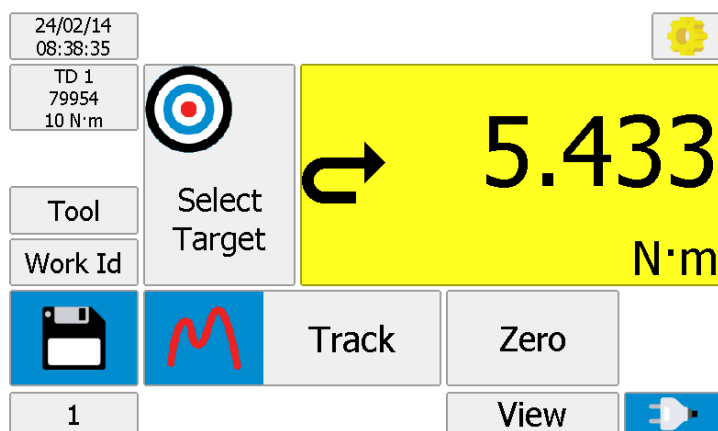 24/02/14
08:38:35
TD 1
79954
10 N·m
Select
Target
5.433
N·m
Tool
Work Id
Track
Zero
1
View